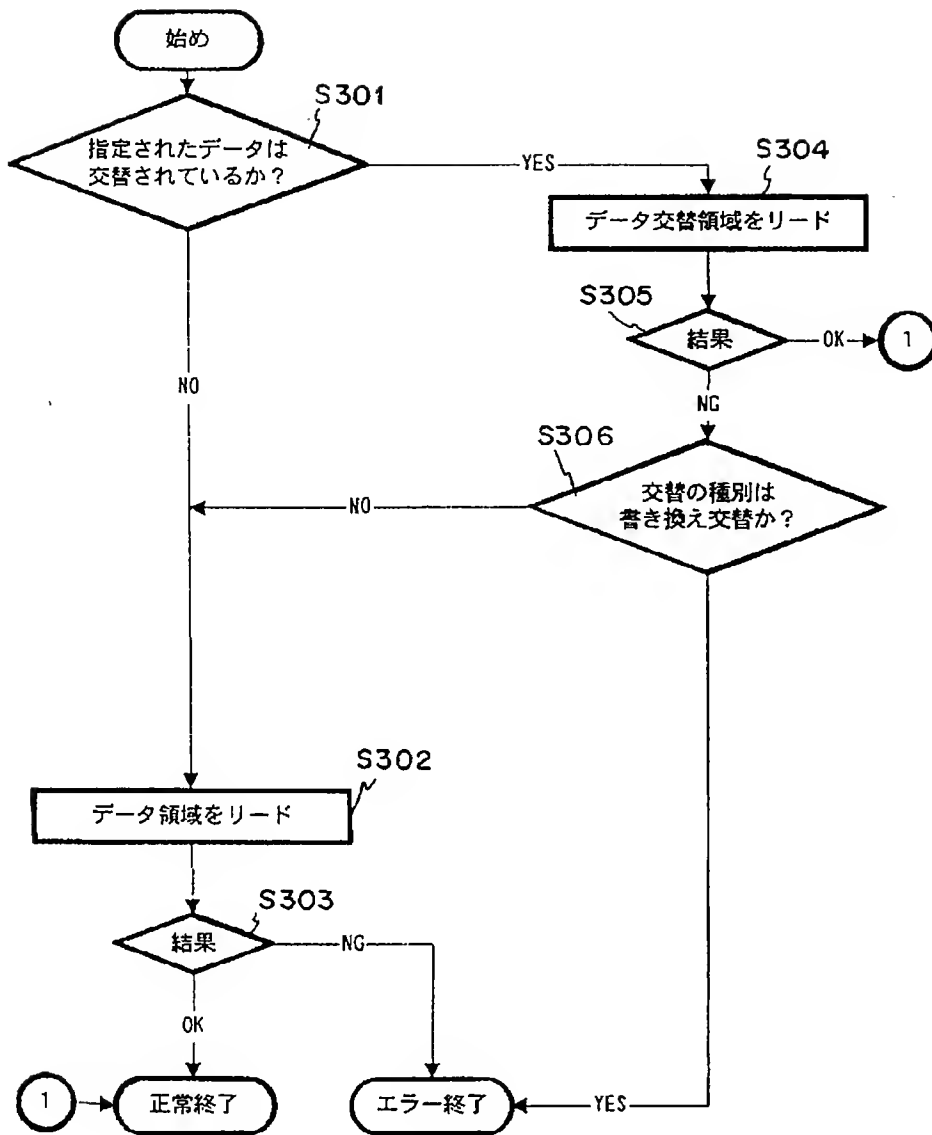 始め
S301
指定されたデータは
交替されているか?
YES
S304
データ交替領域をリード
S305
結果
OK
1
NO
NG
S306
交替の種別は
書き換え交替か?
NO
S302
データ領域をリード
S303
結果
NG
OK
1
正常終了
エラー終了
YES